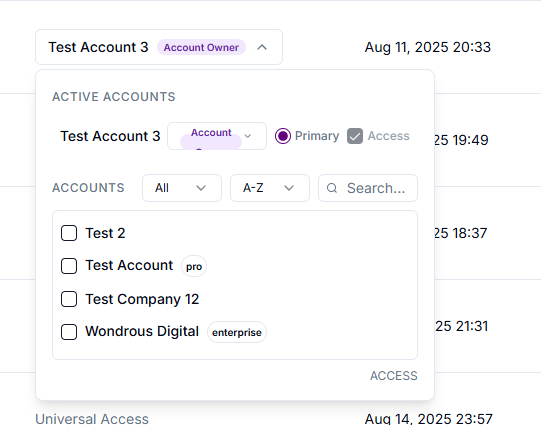 Test Account 3 Account Owner Aug 11, 2025 20:33
ACTIVE ACCOUNTS
Test Account 3 Account Primary Access 25 19:49
ACCOUNTS All A-Z Search...
Test 2 25 18:37
Test Account pro
Test Company 12
Wondrous Digital enterprise 25 21:31
ACCESS
Universal Access Aug 14, 2025 23:57